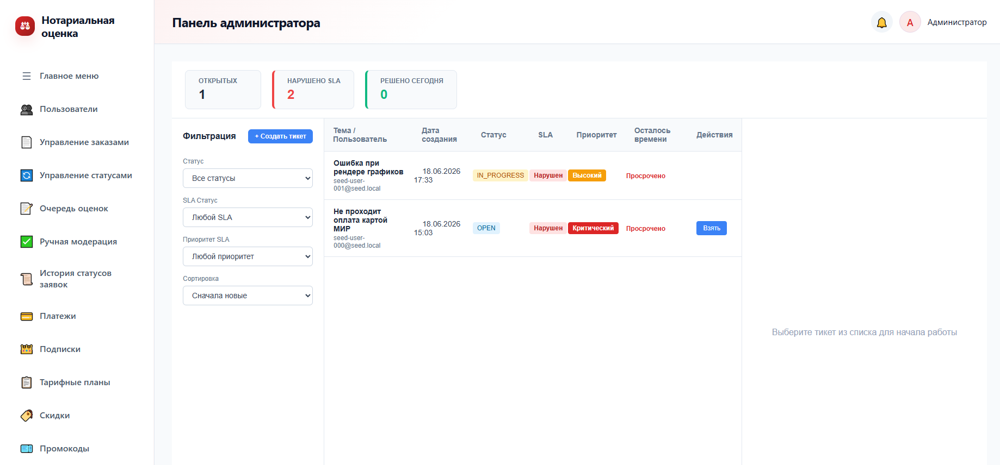 Нотариальная
оценка
Панель администратора
А
Администратор
Главное меню
Пользователи
Управление заказами
Управление статусами
Очередь оценок
Ручная модерация
История статусов
заявок
Платежи
Подписки
Тарифные планы
Скидки
Промокоды
ОТКРЫТЫХ
1
НАРУШЕНО SLA
2
РЕШЕНО СЕГОДНЯ
0
Фильтрация
+ Создать тикет
Статус
Все статусы
SLA Статус
Любой SLA
Приоритет SLA
Любой приоритет
Сортировка
Сначала новые
Тема /
Пользователь
Дата
создания
Статус
SLA
Приоритет
Осталось
времени
Действия
Ошибка при
рендере графиков
seed-user-
001@seed.local
18.06.2026
17:33
IN_PROGRESS
Нарушен
Высокий
Просрочено
Не проходит
оплата картой
МИР
seed-user-
000@seed.local
18.06.2026
15:03
OPEN
Нарушен
Критический
Просрочено
Взять
Выберите тикет из списка для начала работы